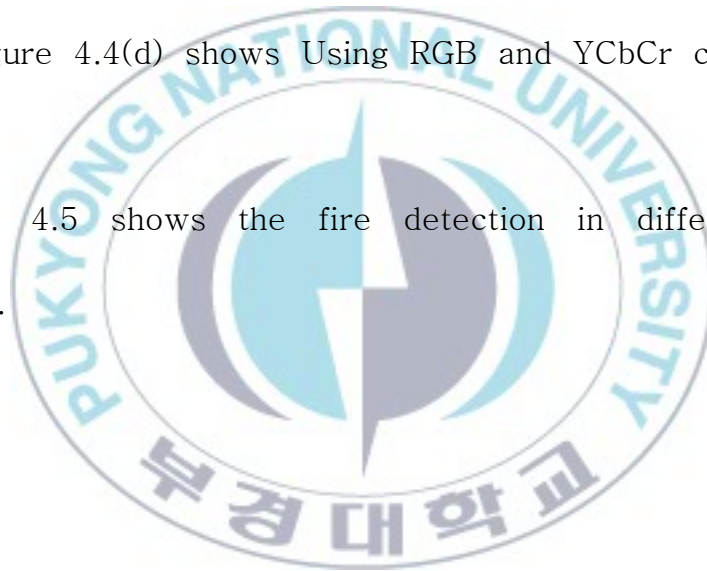 gure 4.4(d) shows Using RGB and YCbCr c
4.5 shows the fire detection in diffe
.
PUKYONG NATIONAL UNIVERSITY
부경대학교